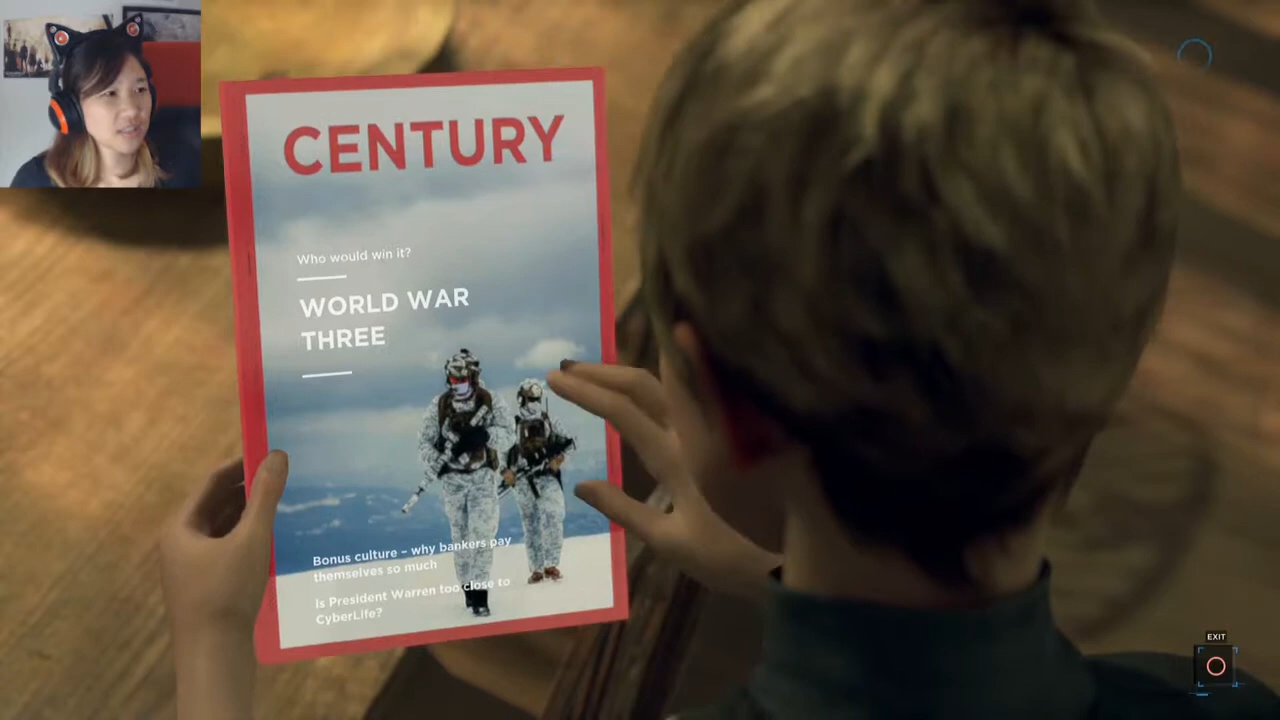 CENTURY
Who would win it?
WORLD WAR
THREE
Bonus culture – why bankers pay
themselves so much
Is President Warren too close to
CyberLife?
EXIT